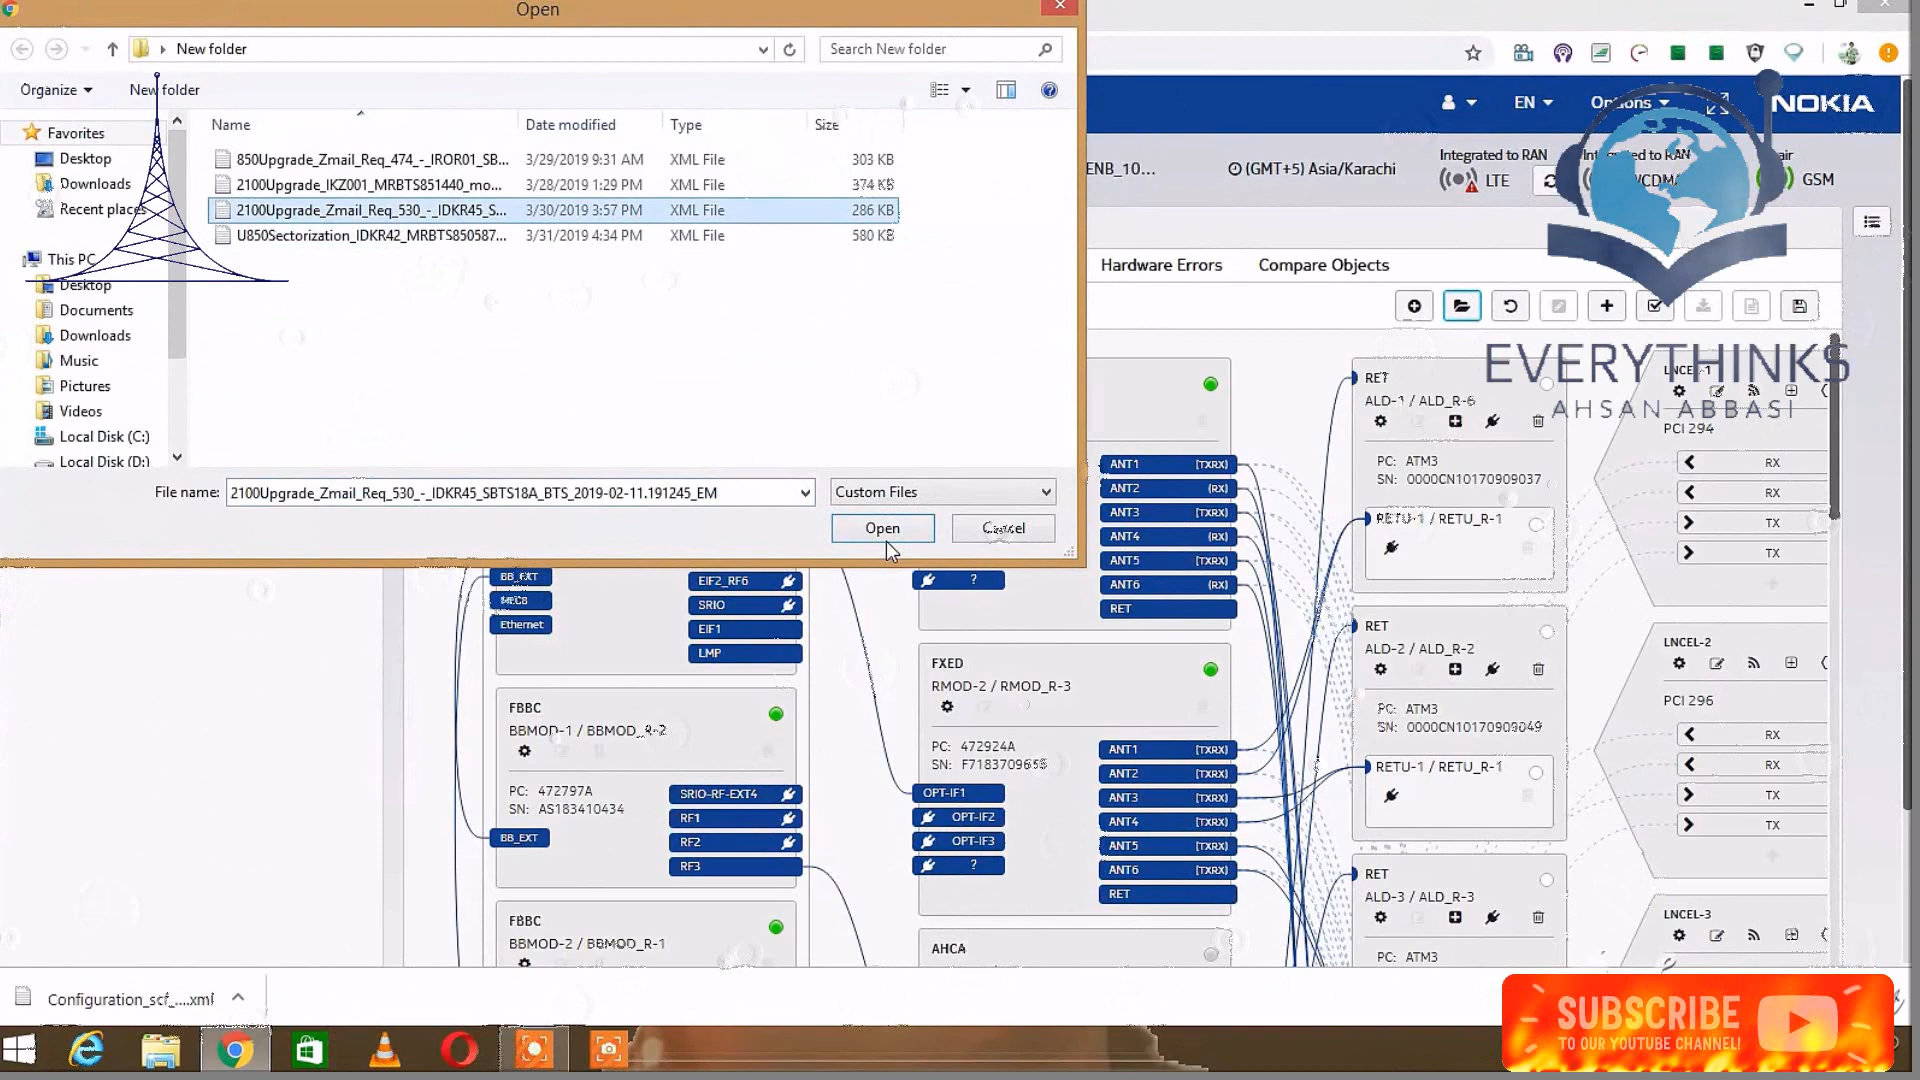 Open
New folder
Search New folder
Organize
New folder
Name
Date modified
Type
Size
Favorites
Desktop
Downloads
Recent places
This PC
Desktop
Documents
Downloads
Music
Pictures
Videos
Local Disk (C:)
Local Disk (D:)
850Upgrade_Zmail_Req_474_-_IROR01_SB... 3/29/2019 9:31 AM XML File 303 KB
2100Upgrade_IKZ001_MRBTS851440_mo... 3/28/2019 1:29 PM XML File 374 KB
2100Upgrade_Zmail_Req_530_-_IDKR45_S... 3/30/2019 3:57 PM XML File 286 KB
U850Sectorization_IDKR42_MRBTS850587... 3/31/2019 4:34 PM XML File 580 KB
File name: 2100Upgrade_Zmail_Req_530_-_IDKR45_SBTS18A_BTS_2019-02-11.191245_EM
Custom Files
Open
Cancel
EN
Options
NOKIA
ENB_10...
(GMT+5) Asia/Karachi
Integrated to RAN
LTE
Integrated to RAN
GSM
Hardware Errors
Compare Objects
EVERYTHINKS
AHSAN ABBASI
BB_EXT
Ethernet
EIF2_RF6
SRIO
EIF1
LMP
FBBC
BBMOD-1 / BBMOD_R-2
PC: 472797A
SN: AS183410434
BB_EXT
SRIO-RF-EXT4
RF1
RF2
RF3
FBBC
BBMOD-2 / BBMOD_R-1
ANT1 (TXRX)
ANT2 (RX)
ANT3 (TXRX)
ANT4 (RX)
ANT5 (TXRX)
ANT6 (RX)
RET
?
FXED
RMOD-2 / RMOD_R-3
PC: 472924A
SN: F7183709655
OPT-IF1
OPT-IF2
OPT-IF3
?
ANT1 (TXRX)
ANT2 (TXRX)
ANT3 (TXRX)
ANT4 (TXRX)
ANT5 (TXRX)
ANT6 (TXRX)
RET
AHCA
RET
ALD-1 / ALD_R-6
PC: ATM3
SN: 0000CN10170909037
RETU-1 / RETU_R-1
RET
ALD-2 / ALD_R-2
PC: ATM3
SN: 0000CN10170909049
RETU-1 / RETU_R-1
RET
ALD-3 / ALD_R-3
PC: ATM3
LNCEL-1
PCI 294
RX
RX
TX
TX
LNCEL-2
PCI 296
RX
RX
TX
TX
LNCEL-3
Configuration_scf_....xml
SUBSCRIBE
TO OUR YOUTUBE CHANNEL!